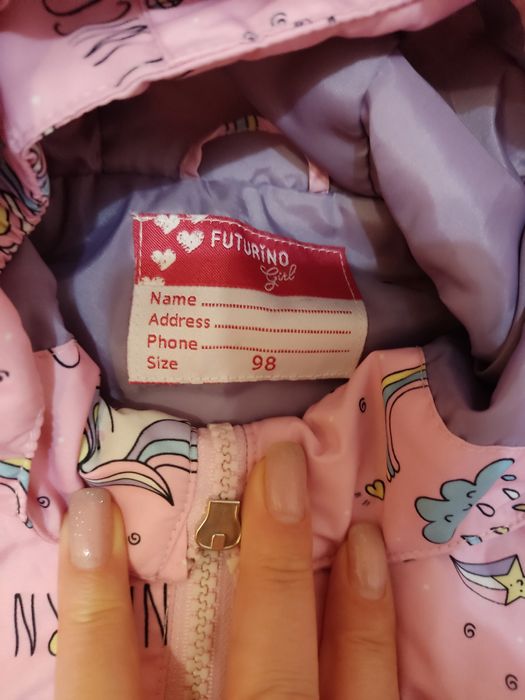 FUTURINO
Girl
Name
Address
Phone
Size 98